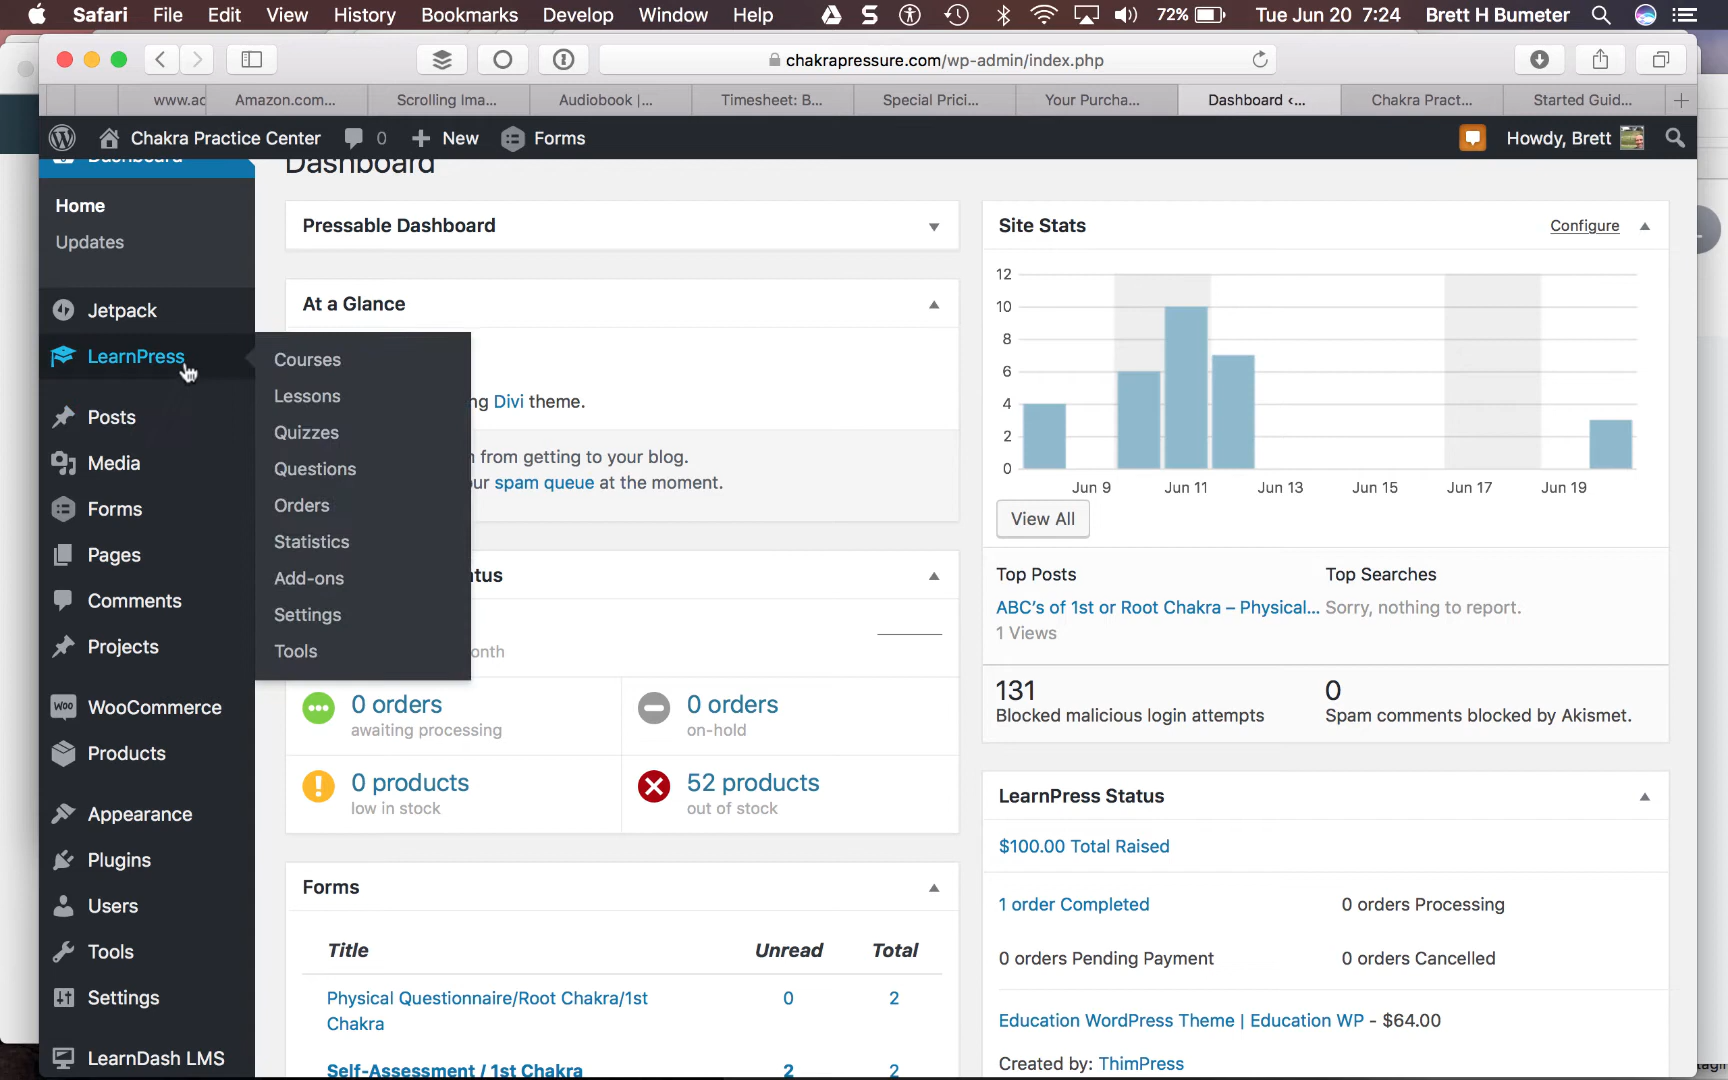 Safari File Edit View History Bookmarks Develop Window Help 72% Tue Jun 20 7:24 Brett H Bumeter
chakrapressure.com/wp-admin/index.php
www.ac Amazon.com... Scrolling Ima... Audiobook |... Timesheet: B... Special Prici... Your Purcha... Dashboard <... Chakra Pract... Started Guid...
Chakra Practice Center 0 New Forms Howdy, Brett
Dashboard
Dashboard
Home
Updates
Jetpack
LearnPress
Posts
Media
Forms
Pages
Comments
Projects
WooCommerce
Products
Appearance
Plugins
Users
Tools
Settings
LearnDash LMS
Courses
Lessons
Quizzes
Questions
Orders
Statistics
Add-ons
Settings
Tools
Pressable Dashboard
At a Glance
ng Divi theme.
from getting to your blog.
ur spam queue at the moment.
tus
onth
0 orders
awaiting processing
0 orders
on-hold
0 products
low in stock
52 products
out of stock
Forms
Title Unread Total
Physical Questionnaire/Root Chakra/1st 0 2
Chakra
Self-Assessment / 1st Chakra 2 2
Site Stats Configure
12
10
8
6
4
2
0
Jun 9 Jun 11 Jun 13 Jun 15 Jun 17 Jun 19
View All
Top Posts Top Searches
ABC's of 1st or Root Chakra – Physical... Sorry, nothing to report.
1 Views
131 0
Blocked malicious login attempts Spam comments blocked by Akismet.
LearnPress Status
$100.00 Total Raised
1 order Completed 0 orders Processing
0 orders Pending Payment 0 orders Cancelled
Education WordPress Theme | Education WP - $64.00
Created by: ThimPress